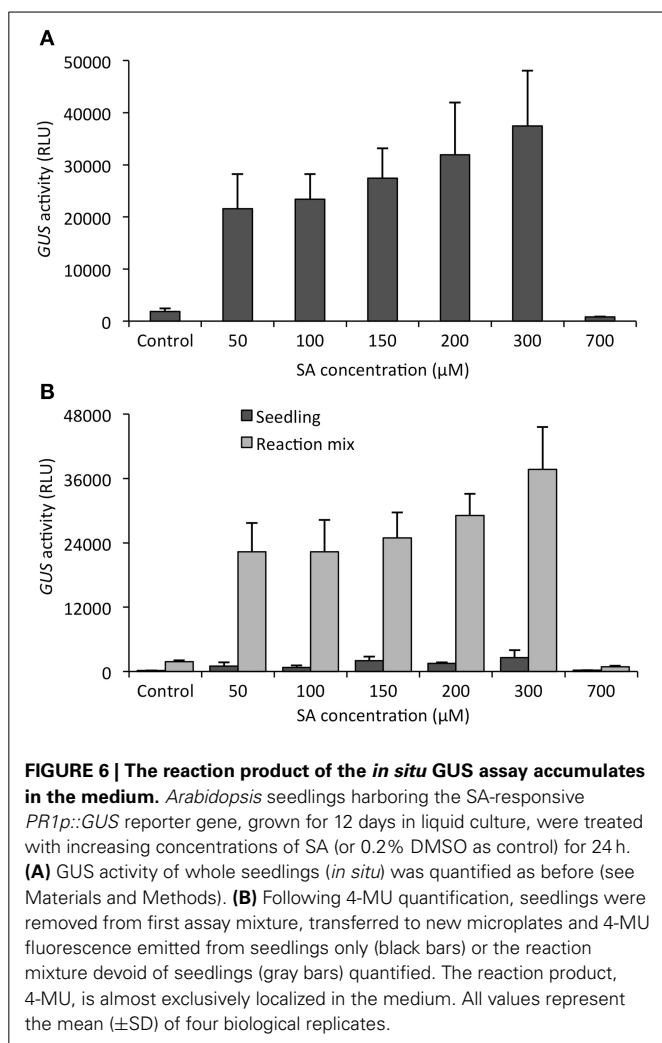 A
50000
40000
30000
20000
10000
0
GUS activity (RLU)
Control 50 100 150 200 300 700
SA concentration (µM)
B
Seedling
Reaction mix
48000
36000
24000
12000
0
GUS activity (RLU)
Control 50 100 150 200 300 700
SA concentration (µM)
FIGURE 6 | The reaction product of the in situ GUS assay accumulates
in the medium. Arabidopsis seedlings harboring the SA-responsive
PR1p::GUS reporter gene, grown for 12 days in liquid culture, were treated
with increasing concentrations of SA (or 0.2% DMSO as control) for 24 h.
(A) GUS activity of whole seedlings (in situ) was quantified as before (see
Materials and Methods). (B) Following 4-MU quantification, seedlings were
removed from first assay mixture, transferred to new microplates and 4-MU
fluorescence emitted from seedlings only (black bars) or the reaction
mixture devoid of seedlings (gray bars) quantified. The reaction product,
4-MU, is almost exclusively localized in the medium. All values represent
the mean (±SD) of four biological replicates.